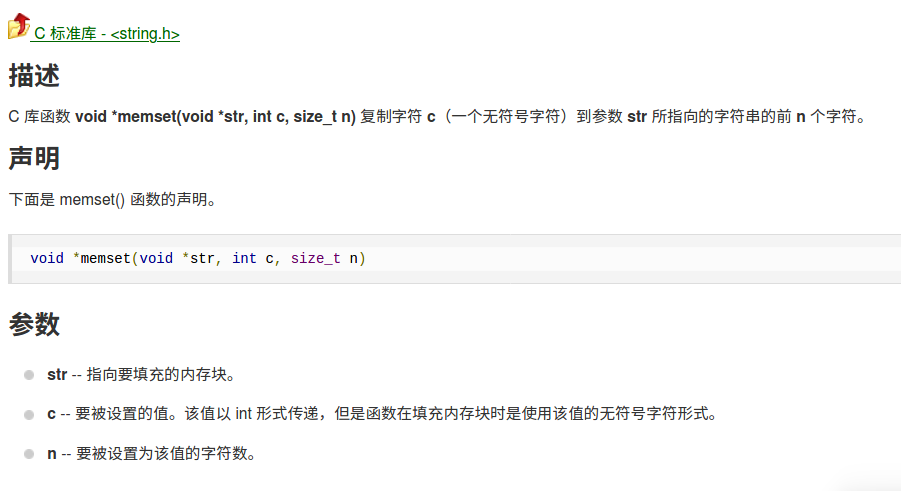 C 标准库 - <string.h>
描述
C 库函数 void *memset(void *str, int c, size_t n) 复制字符 c（一个无符号字符）到参数 str 所指向的字符串的前 n 个字符。
声明
下面是 memset() 函数的声明。
void *memset(void *str, int c, size_t n)
参数
str -- 指向要填充的内存块。
c -- 要被设置的值。该值以 int 形式传递，但是函数在填充内存块时是使用该值的无符号字符形式。
n -- 要被设置为该值的字符数。